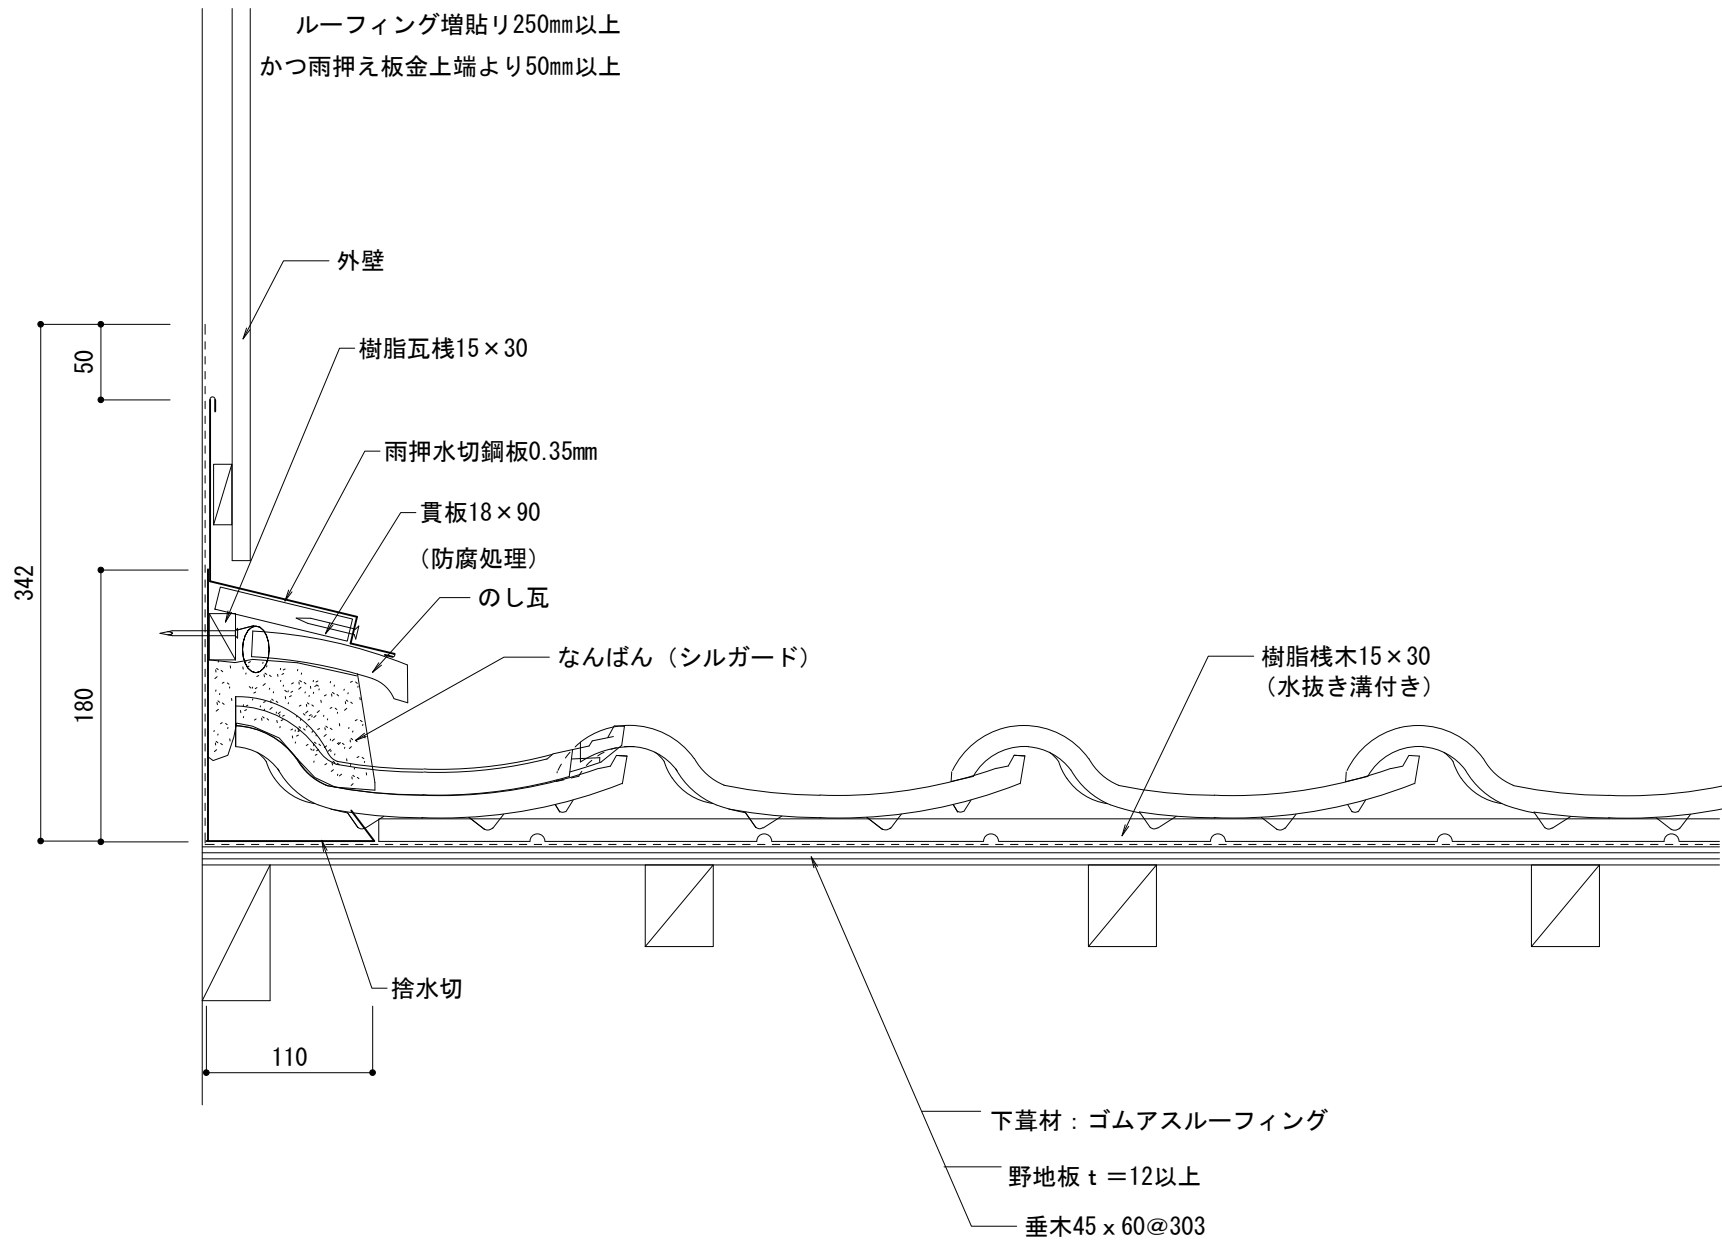 ルーフィング増貼リ250mm以上
かつ雨押え板金上端より50mm以上
外壁
樹脂瓦桟15×30
雨押水切鋼板0.35mm
貫板18×90
（防腐処理）
のし瓦
なんばん（シルガード）
樹脂桟木15×30
（水抜き溝付き）
50
342
180
捨水切
110
下葺材：ゴムアスルーフィング
野地板ｔ＝12以上
垂木45ｘ60@303